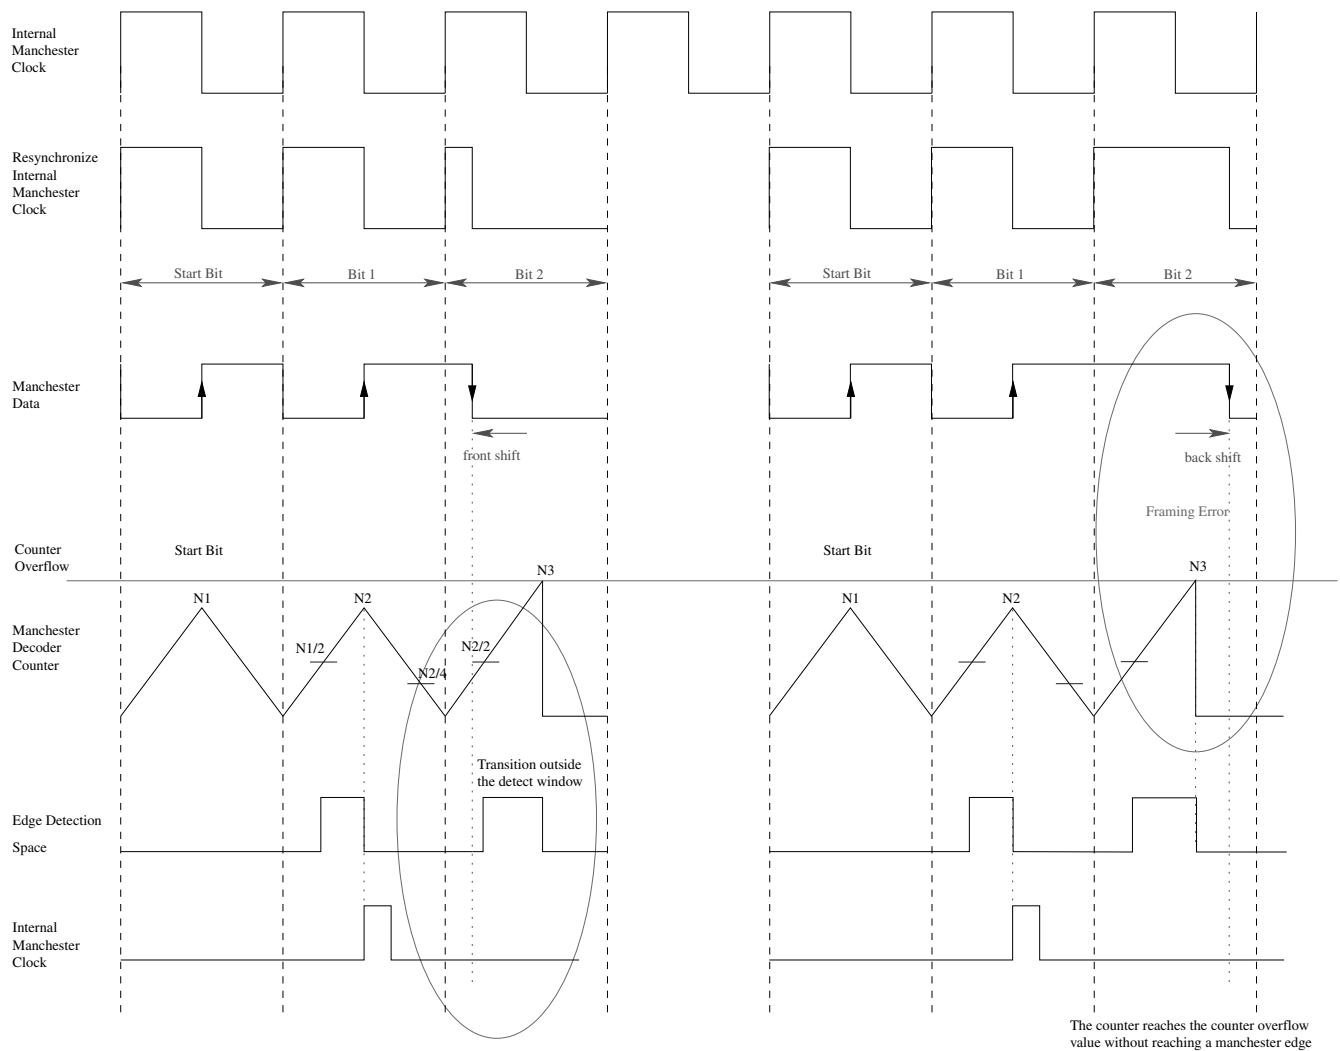 Internal
Manchester
Clock
Resynchronize
Internal
Manchester
Clock
Start Bit
Bit 1
Bit 2
Start Bit
Bit 1
Bit 2
Manchester
Data
front shift
back shift
Framing Error
Counter
Overflow
Start Bit
Start Bit
N3
N3
N1
N2
N1
N2
Manchester
Decoder
Counter
N1/2
N2/4
N2/2
Transition outside
the detect window
Edge Detection
Space
Internal
Manchester
Clock
The counter reaches the counter overflow
value without reaching a manchester edge